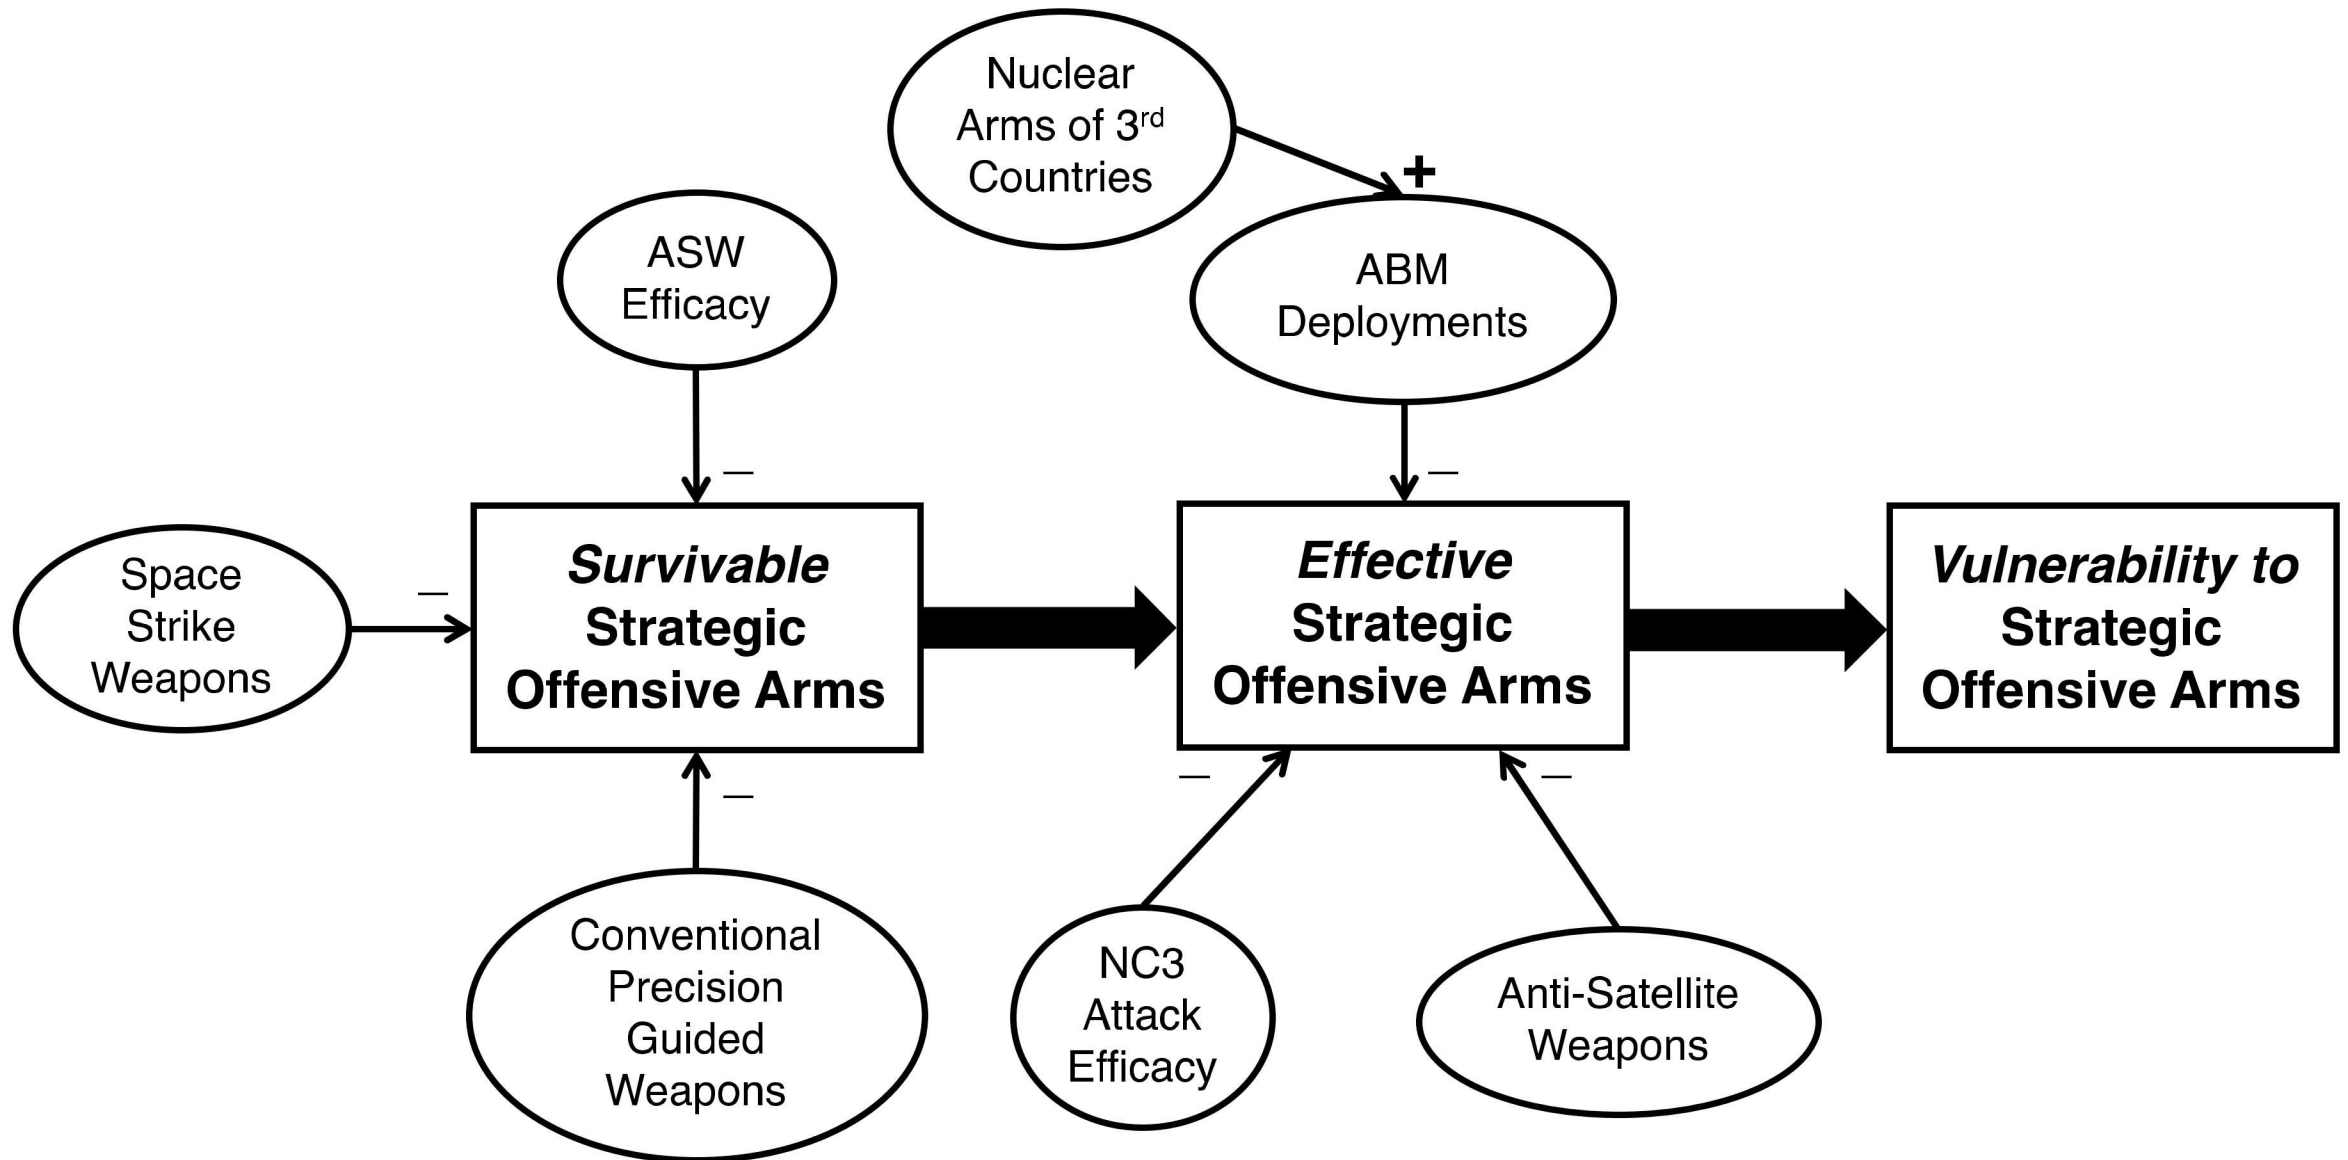 Nuclear
Arms of 3rd
Countries
+
ASW
Efficacy
ABM
Deployments
_
_
Space
Strike
Weapons
_
Survivable
Strategic
Offensive Arms
Effective
Strategic
Offensive Arms
Vulnerability to
Strategic
Offensive Arms
_
_
_
Conventional
Precision
Guided
Weapons
NC3
Attack
Efficacy
Anti-Satellite
Weapons